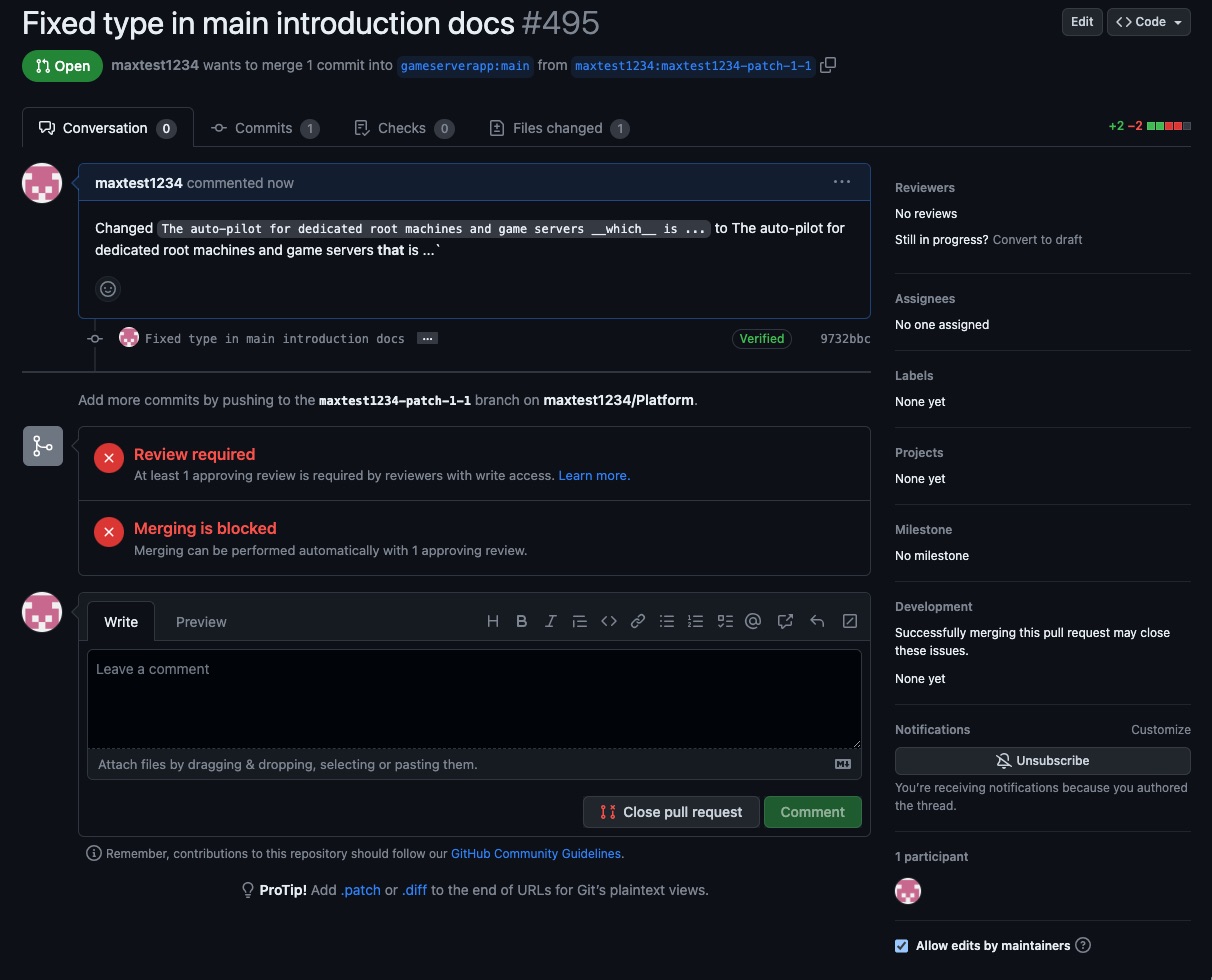 Fixed type in main introduction docs #495
Edit
Code
Open
maxtest1234 wants to merge 1 commit into gameserverapp:main from maxtest1234:maxtest1234-patch-1-1
Conversation 0
Commits 1
Checks 0
Files changed 1
+2 −2
maxtest1234 commented now
Changed The auto-pilot for dedicated root machines and game servers __which__ is ... to The auto-pilot for
dedicated root machines and game servers that is ...`
Fixed type in main introduction docs ...
Verified
9732bbc
Add more commits by pushing to the maxtest1234-patch-1-1 branch on maxtest1234/Platform.
Review required
At least 1 approving review is required by reviewers with write access. Learn more.
Merging is blocked
Merging can be performed automatically with 1 approving review.
Write
Preview
Leave a comment
Attach files by dragging & dropping, selecting or pasting them.
Close pull request
Comment
Remember, contributions to this repository should follow our GitHub Community Guidelines.
ProTip! Add .patch or .diff to the end of URLs for Git's plaintext views.
Reviewers
No reviews
Still in progress? Convert to draft
Assignees
No one assigned
Labels
None yet
Projects
None yet
Milestone
No milestone
Development
Successfully merging this pull request may close
these issues.
None yet
Notifications
Customize
Unsubscribe
You're receiving notifications because you authored
the thread.
1 participant
Allow edits by maintainers